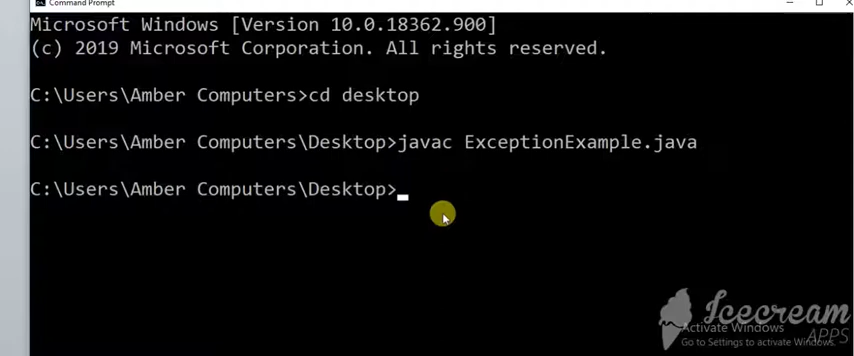 Command Prompt
Microsoft Windows [Version 10.0.18362.900]
(c) 2019 Microsoft Corporation. All rights reserved.
C:\Users\Amber Computers>cd desktop
C:\Users\Amber Computers\Desktop>javac ExceptionExample.java
C:\Users\Amber Computers\Desktop>
Icecream
APPS
Activate Windows
Go to Settings to activate Windows.